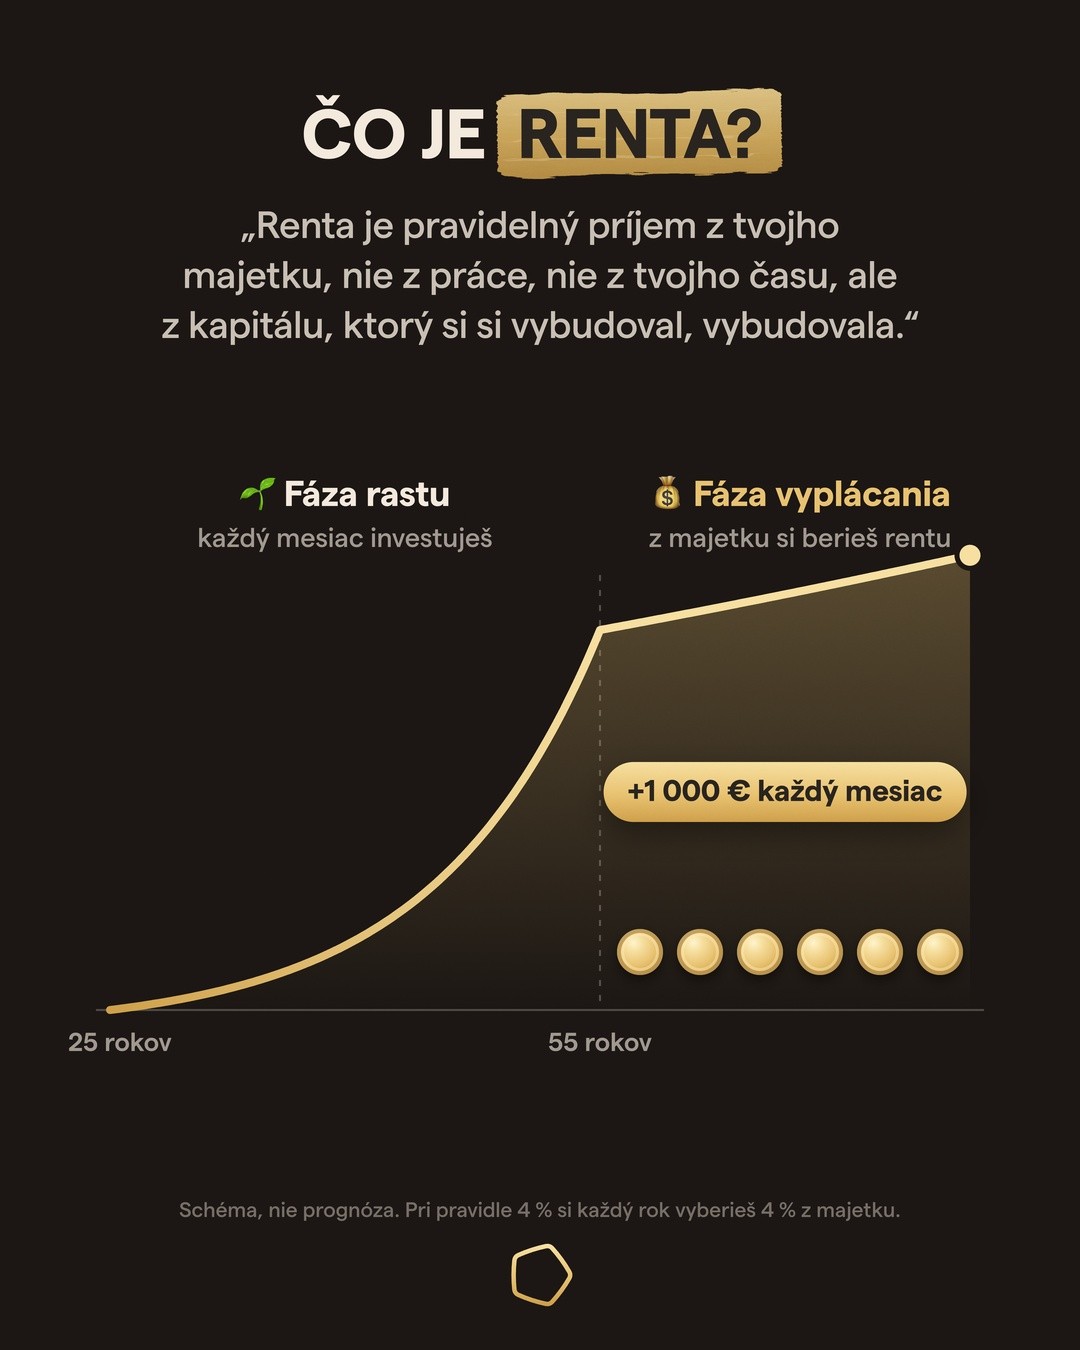 ČO JE RENTA?
„Renta je pravidelný príjem z tvojho
majetku, nie z práce, nie z tvojho času, ale
z kapitálu, ktorý si si vybudoval, vybudovala.“
🌱 Fáza rastu
každý mesiac investuješ
💰 Fáza vyplácania
z majetku si berieš rentu
+1 000 € každý mesiac
25 rokov
55 rokov
Schéma, nie prognóza. Pri pravidle 4 % si každý rok vyberieš 4 % z majetku.